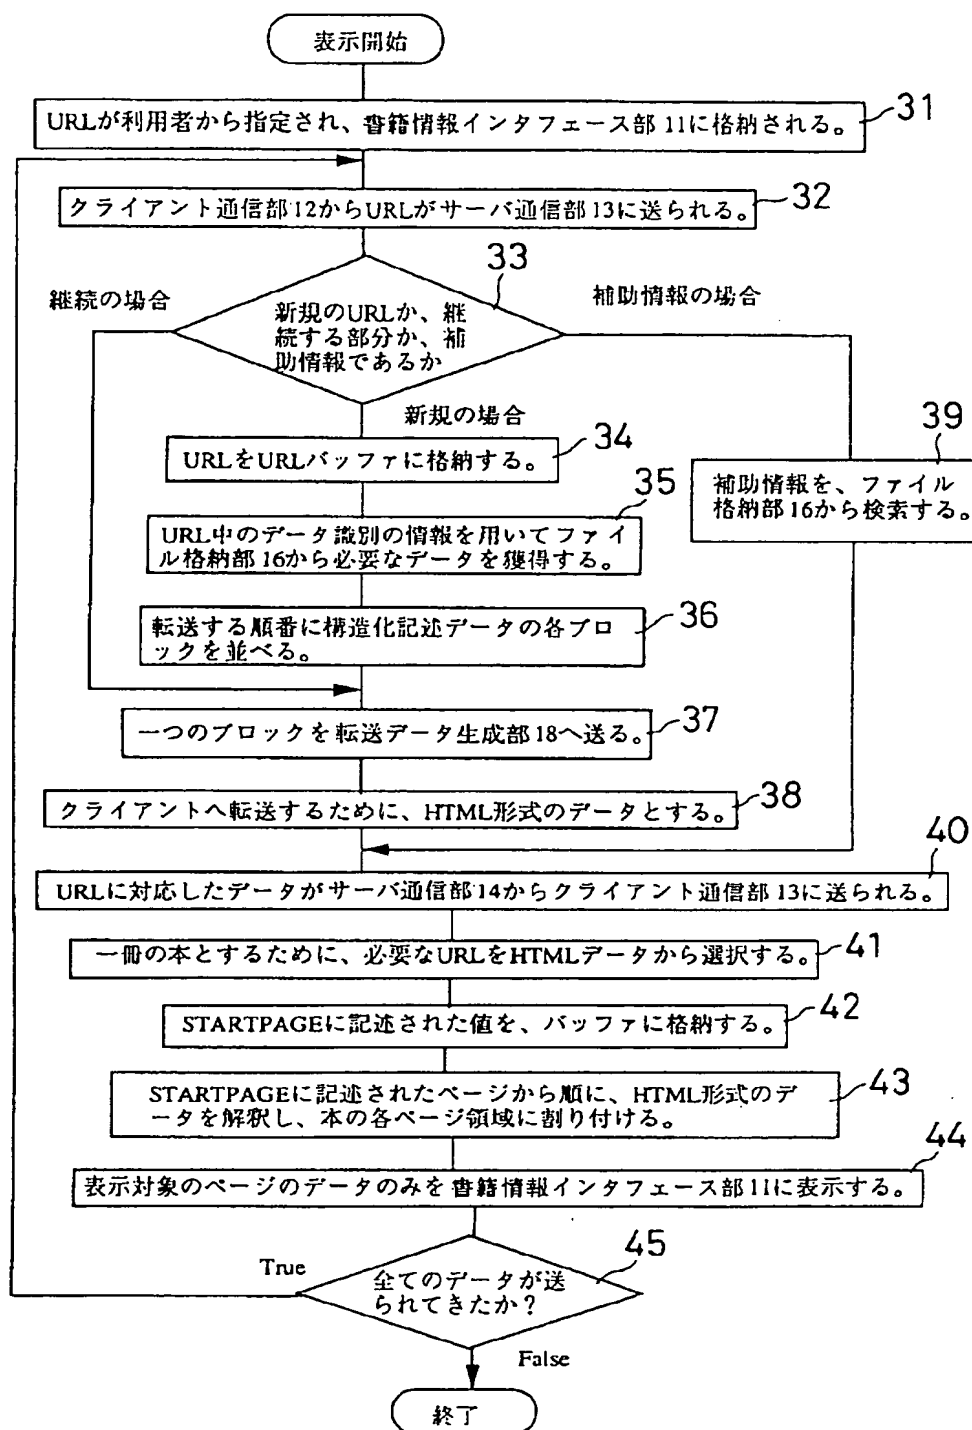 表示開始
URLが利用者から指定され、書籍情報インタフェース部11に格納される。
31
クライアント通信部12からURLがサーバ通信部13に送られる。
32
33
継続の場合
補助情報の場合
新規のURLか、継
続する部分か、補
助情報であるか
新規の場合
34
URLをURLバッファに格納する。
39
補助情報を、ファイル
格納部16から検索する。
35
URL中のデータ識別の情報を用いてファイ
ル格納部16から必要なデータを獲得する。
36
転送する順番に構造化記述データの各ブロ
ックを並べる。
37
一つのブロックを転送データ生成部18へ送る。
38
クライアントへ転送するために、HTML形式のデータとする。
40
URLに対応したデータがサーバ通信部14からクライアント通信部13に送られる。
41
一冊の本とするために、必要なURLをHTMLデータから選択する。
42
STARTPAGEに記述された値を、バッファに格納する。
43
STARTPAGEに記述されたページから順に、HTML形式のデ
ータを解釈し、本の各ページ領域に割り付ける。
44
表示対象のページのデータのみを書籍情報インタフェース部11に表示する。
45
True
全てのデータが送
られてきたか？
False
終了